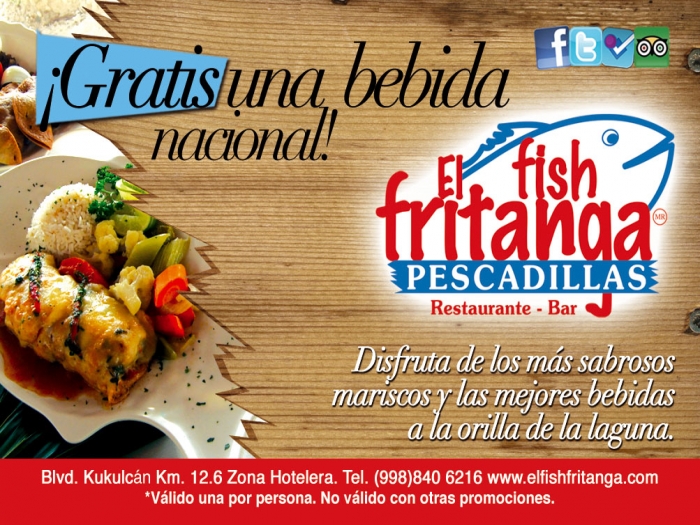 ¡Gratis una bebida
nacional!
El fish
fritanga
MR
PESCADILLAS
Restaurante - Bar
Disfruta de los más sabrosos
mariscos y las mejores bebidas
a la orilla de la laguna.
Blvd. Kukulcán Km. 12.6 Zona Hotelera. Tel. (998)840 6216 www.elfishfritanga.com
*Válido una por persona. No válido con otras promociones.